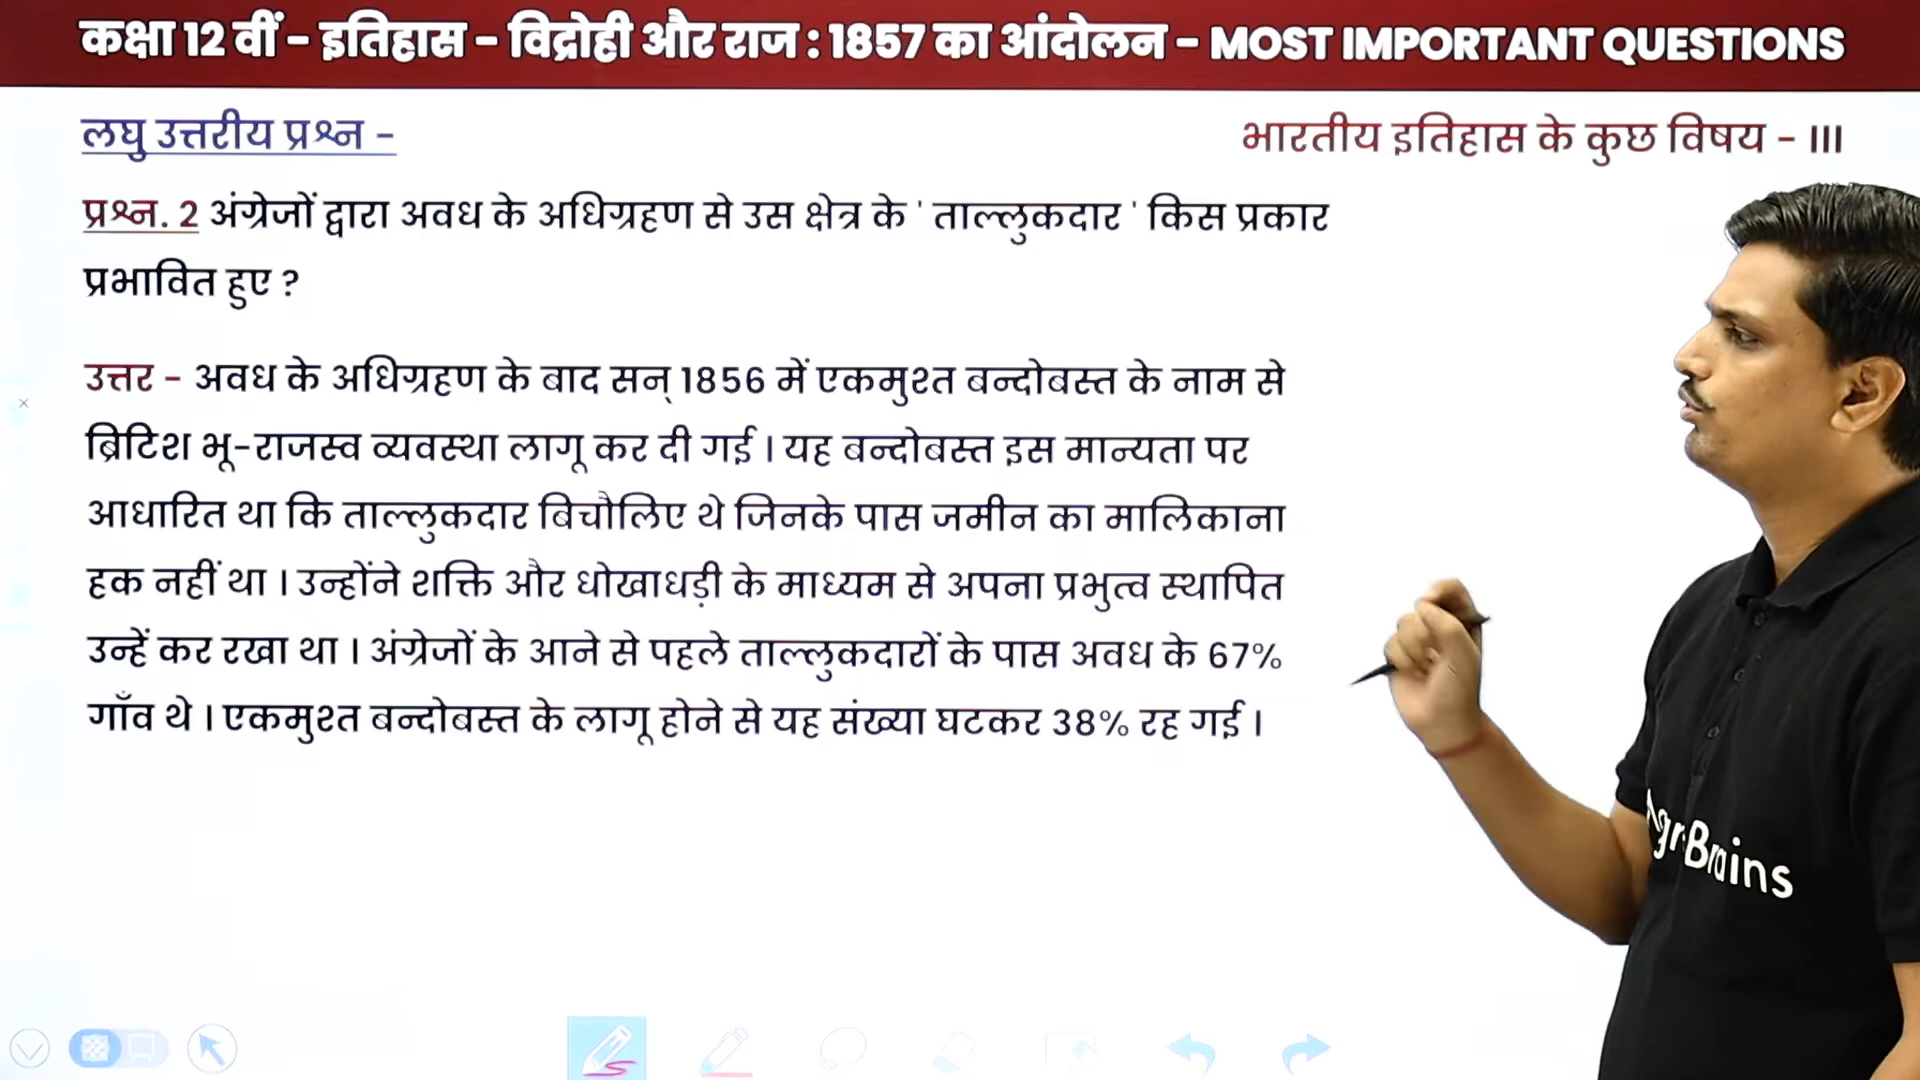 कक्षा 12 वीं - इतिहास - विद्रोही और राज : 1857 का आंदोलन - MOST IMPORTANT QUESTIONS
लघु उत्तरीय प्रश्न -
भारतीय इतिहास के कुछ विषय - III
प्रश्न. 2 अंग्रेजों द्वारा अवध के अधिग्रहण से उस क्षेत्र के ' ताल्लुकदार ' किस प्रकार
प्रभावित हुए ?
उत्तर - अवध के अधिग्रहण के बाद सन् 1856 में एकमुश्त बन्दोबस्त के नाम से
ब्रिटिश भू-राजस्व व्यवस्था लागू कर दी गई । यह बन्दोबस्त इस मान्यता पर
आधारित था कि ताल्लुकदार बिचौलिए थे जिनके पास जमीन का मालिकाना
हक नहीं था । उन्होंने शक्ति और धोखाधड़ी के माध्यम से अपना प्रभुत्व स्थापित
उन्हें कर रखा था । अंग्रेजों के आने से पहले ताल्लुकदारों के पास अवध के 67%
गाँव थे । एकमुश्त बन्दोबस्त के लागू होने से यह संख्या घटकर 38% रह गई ।